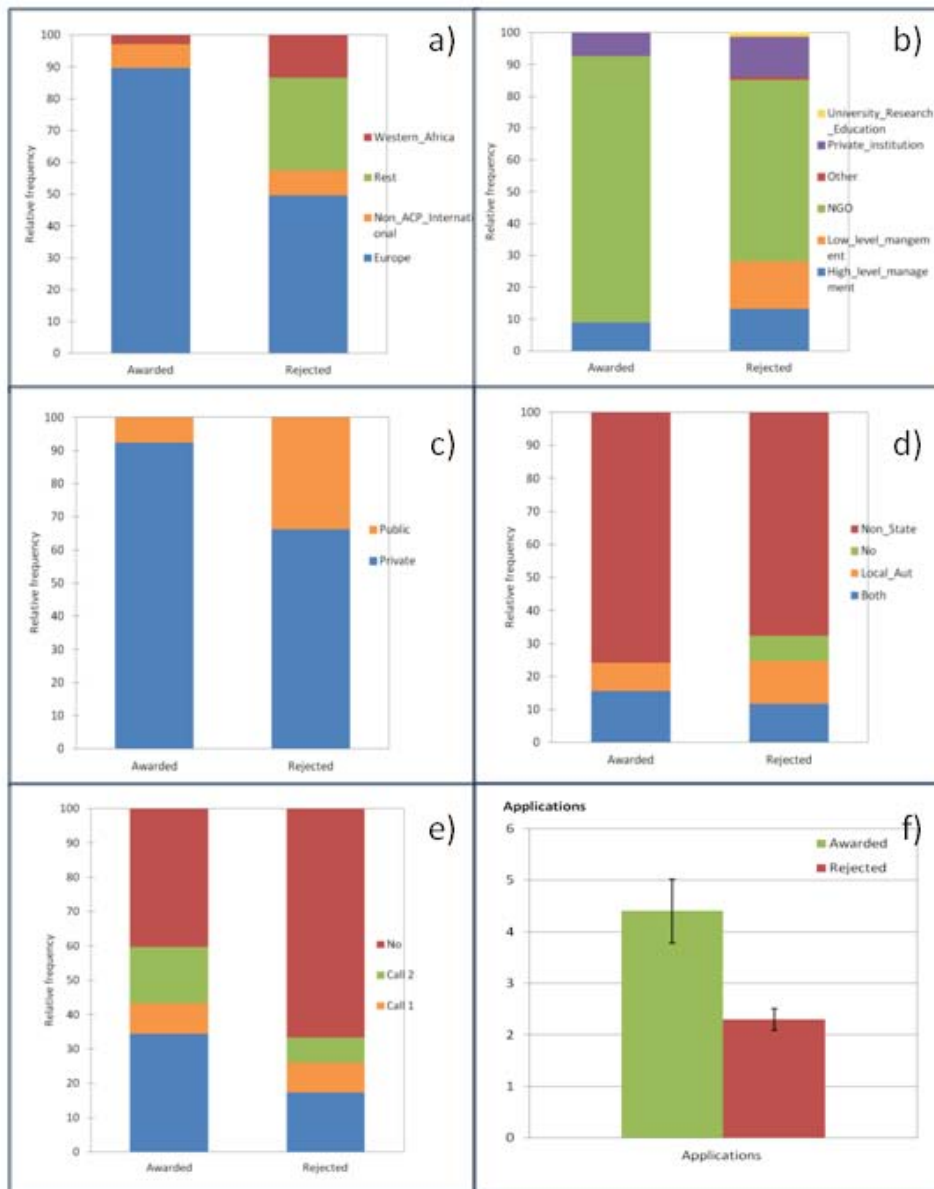 a)
100
90
80
70
60
50
40
30
20
10
0
Relative frequency
Western_Africa
Rest
Non_ACP_Internati
onal
Europe
Awarded
Rejected
b)
100
90
80
70
60
50
40
30
20
10
0
Relative frequency
University_Research
_Education
Private_institution
Other
NGO
Low_level_mangem
ent
High_level_manage
ment
Awarded
Rejected
c)
100
90
80
70
60
50
40
30
20
10
0
Relative frequency
Public
Private
Awarded
Rejected
d)
100
90
80
70
60
50
40
30
20
10
0
Relative frequency
Non_State
No
Local_Aut
Both
Awarded
Rejected
e)
100
90
80
70
60
50
40
30
20
10
0
Relative frequency
No
Call 2
Call 1
Awarded
Rejected
Applications
f)
6
5
4
3
2
1
0
Awarded
Rejected
Applications